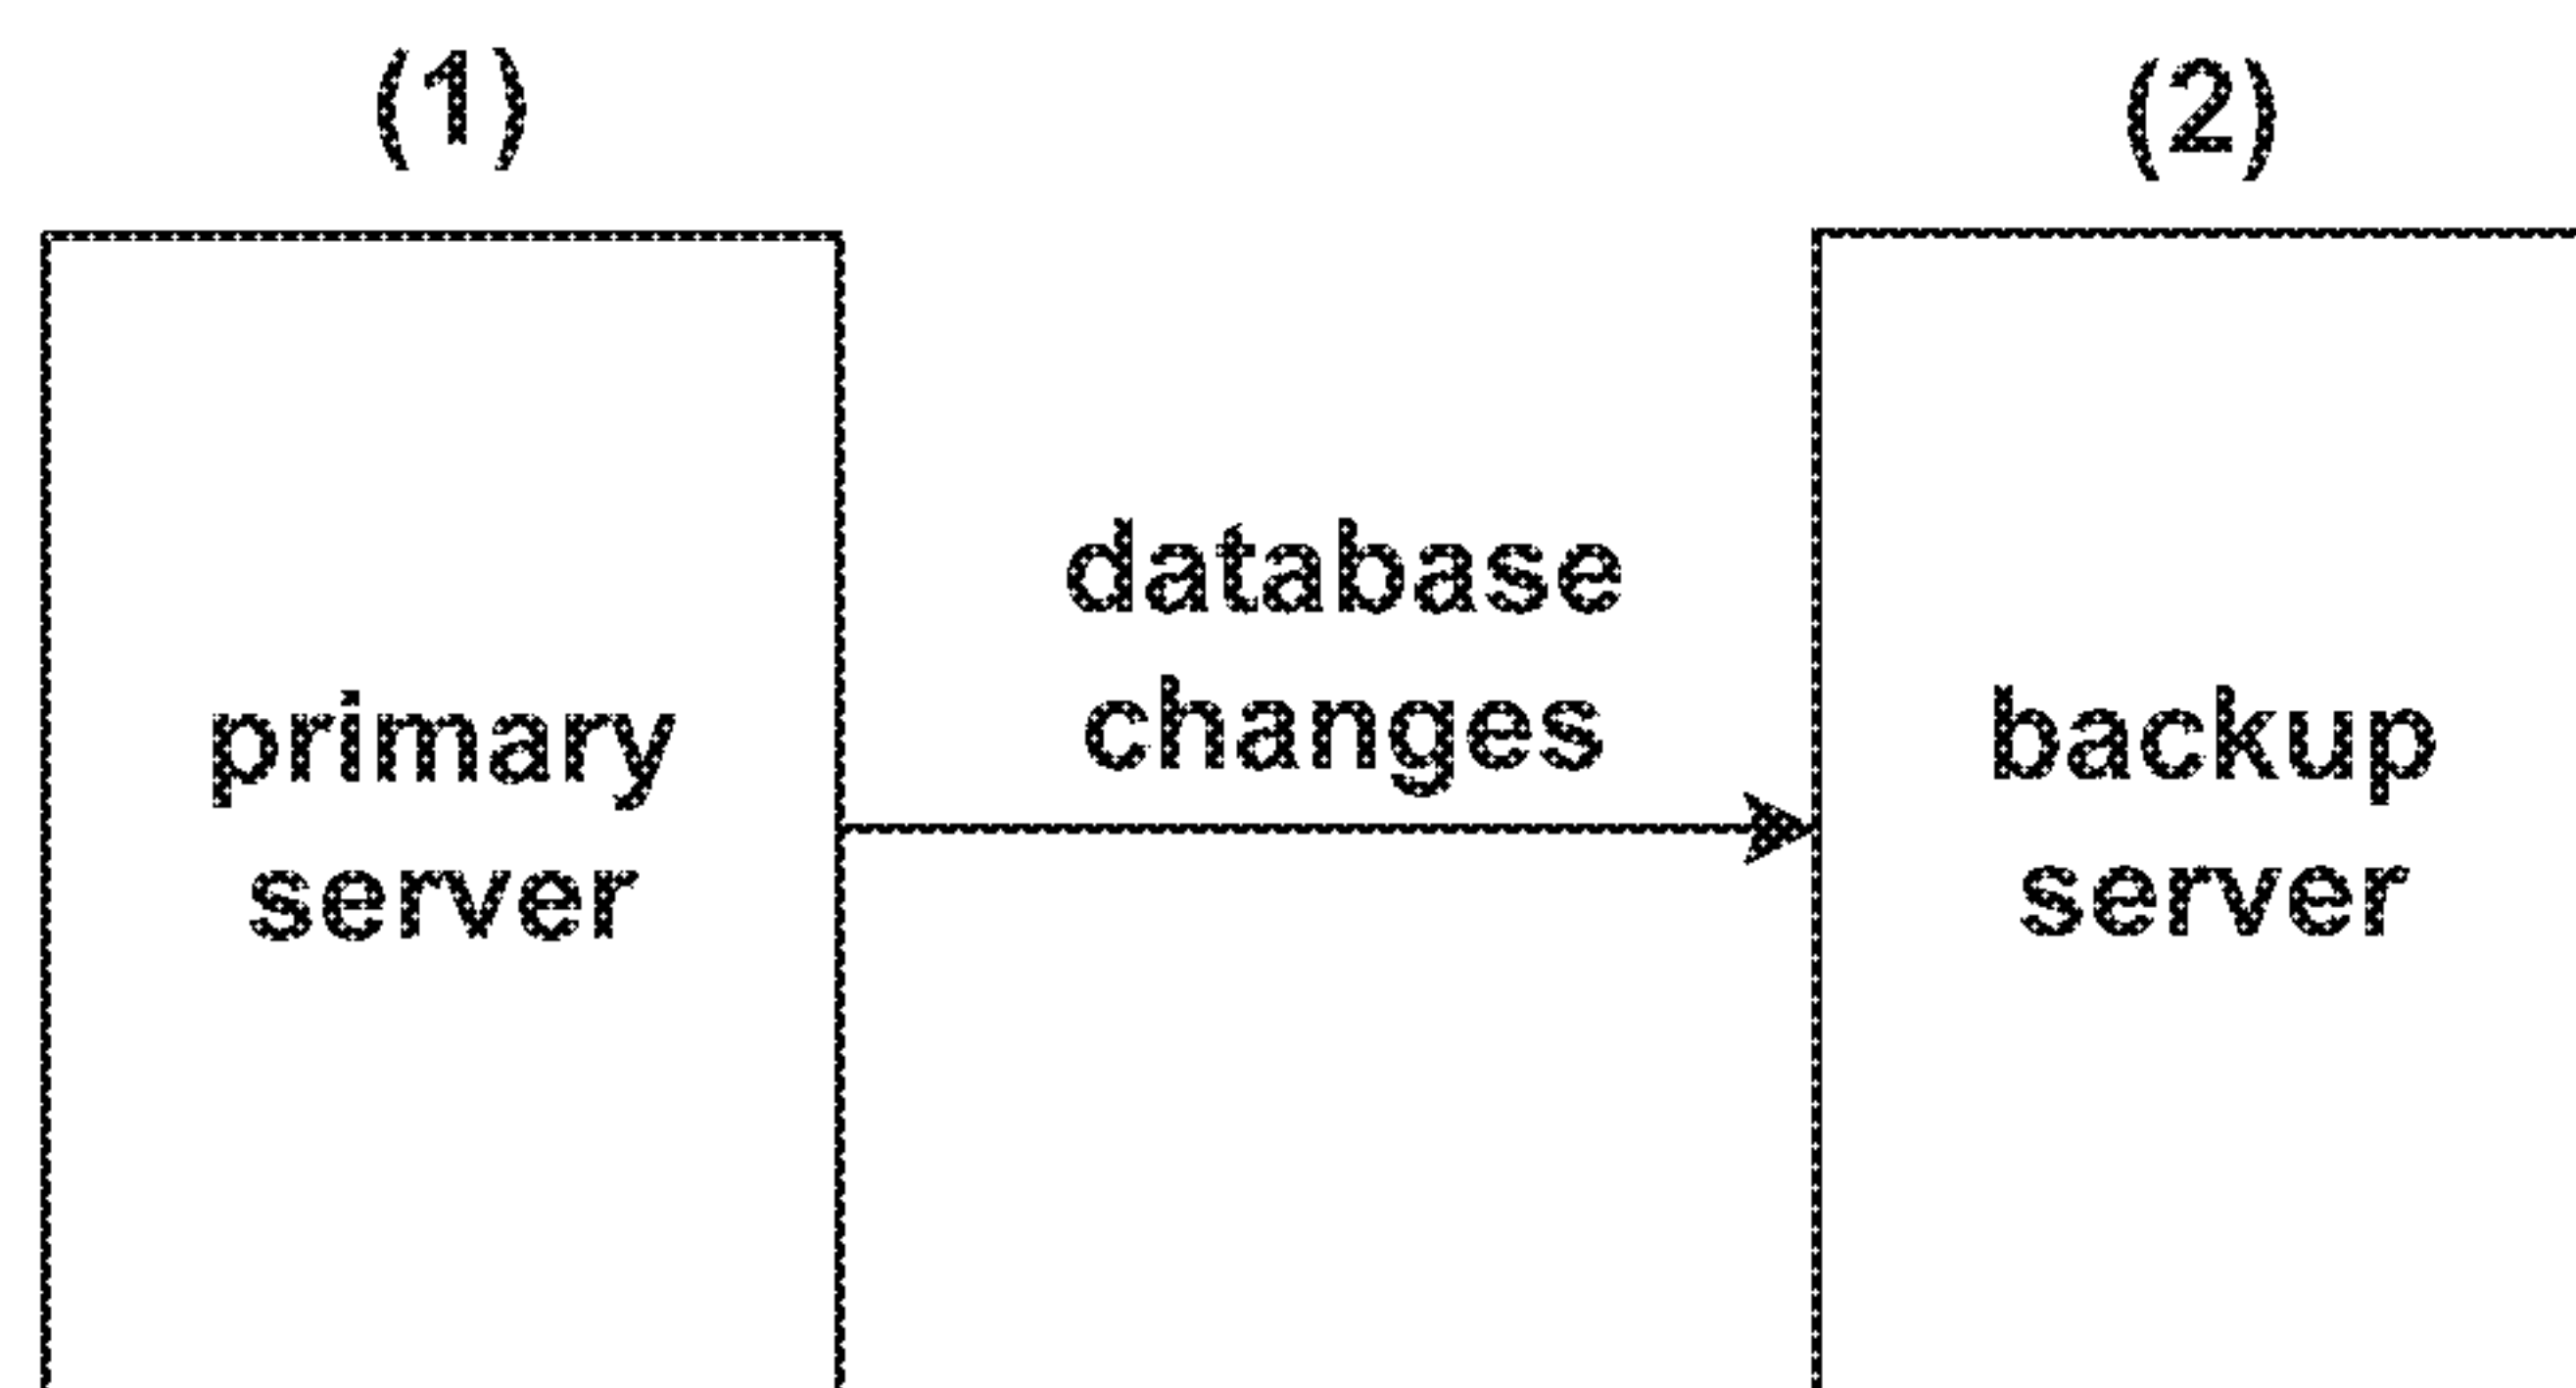 (1)
(2)
primary
server
database
changes
backup
server